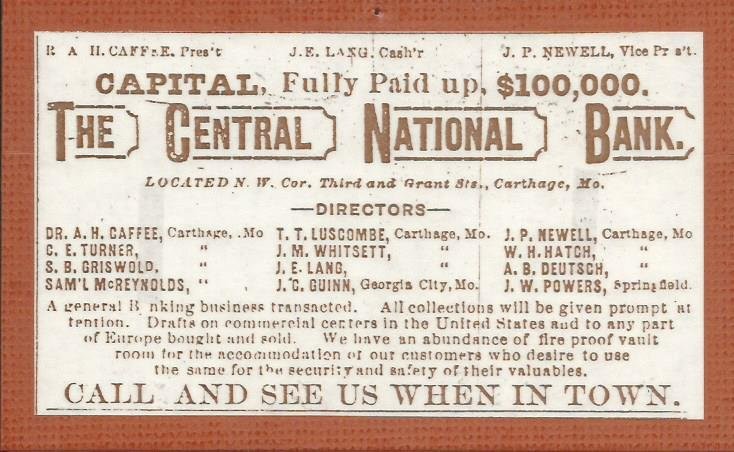 R A H. CAFFEE. Pres't J.E. LANG. Cash'r J. P. NEWELL, Vice Pr s't.
CAPITAL, Fully Paid up, $100,000.
THE CENTRAL NATIONAL BANK.
LOCATED N. W. Cor. Third and Grant Sts., Carthage, Mo.
—DIRECTORS—
DR. A. H. CAFFEE, Carthage, Mo T. T. LUSCOMBE, Carthage, Mo. J. P. NEWELL, Carthage, Mo
C. E. TURNER, " J. M. WHITSETT, " W. H. HATCH, "
S. B. GRISWOLD, " J. E. LANG, " A. B. DEUTSCH, "
SAM'L McREYNOLDS, " J. C. GUINN, Georgia City, Mo. J. W. POWERS, Springfield.
A general B nking business transacted. All collections will be given prompt at
tention. Drafts on commercial centers in the United States and to any part
of Europe bought and sold. We have an abundance of fire proof vault
room for the accommodation of our customers who desire to use
the same for the security and safety of their valuables.
CALL AND SEE US WHEN IN TOWN.